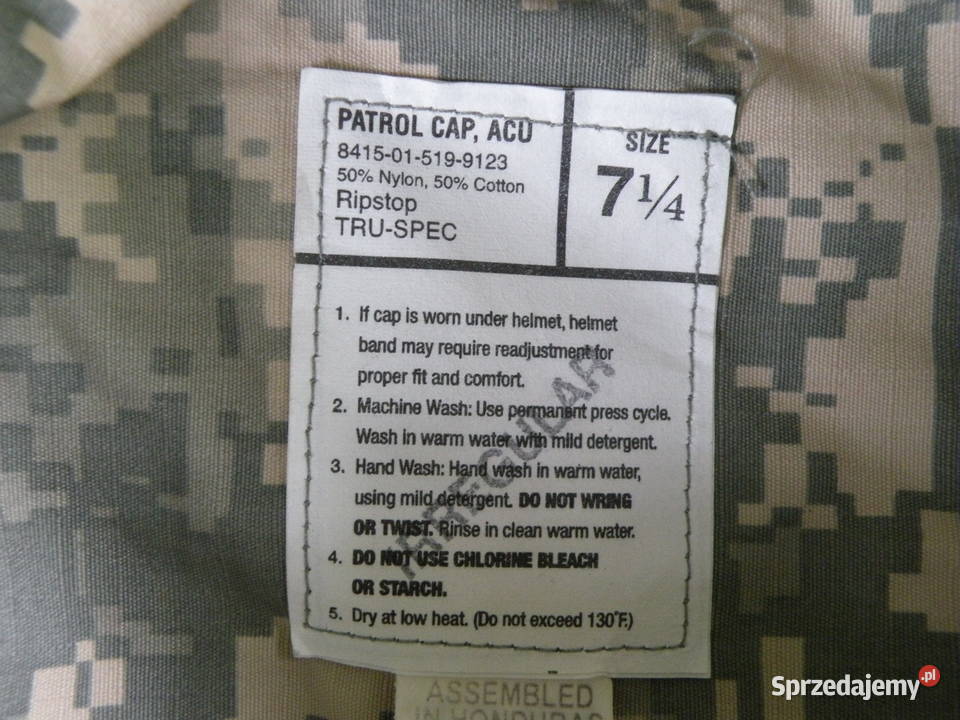 PATROL CAP, ACU
8415-01-519-9123
50% Nylon, 50% Cotton
Ripstop
TRU-SPEC
SIZE
7 1/4
1. If cap is worn under helmet, helmet
band may require readjustment for
proper fit and comfort.
2. Machine Wash: Use permanent press cycle.
Wash in warm water with mild detergent.
3. Hand Wash: Hand wash in warm water,
using mild detergent. DO NOT WRING
OR TWIST. Rinse in clean warm water.
4. DO NOT USE CHLORINE BLEACH
OR STARCH.
5. Dry at low heat. (Do not exceed 130°F.)
IRREGULAR
ASSEMBLED
IN HONDURAS
Sprzedajemy.pl